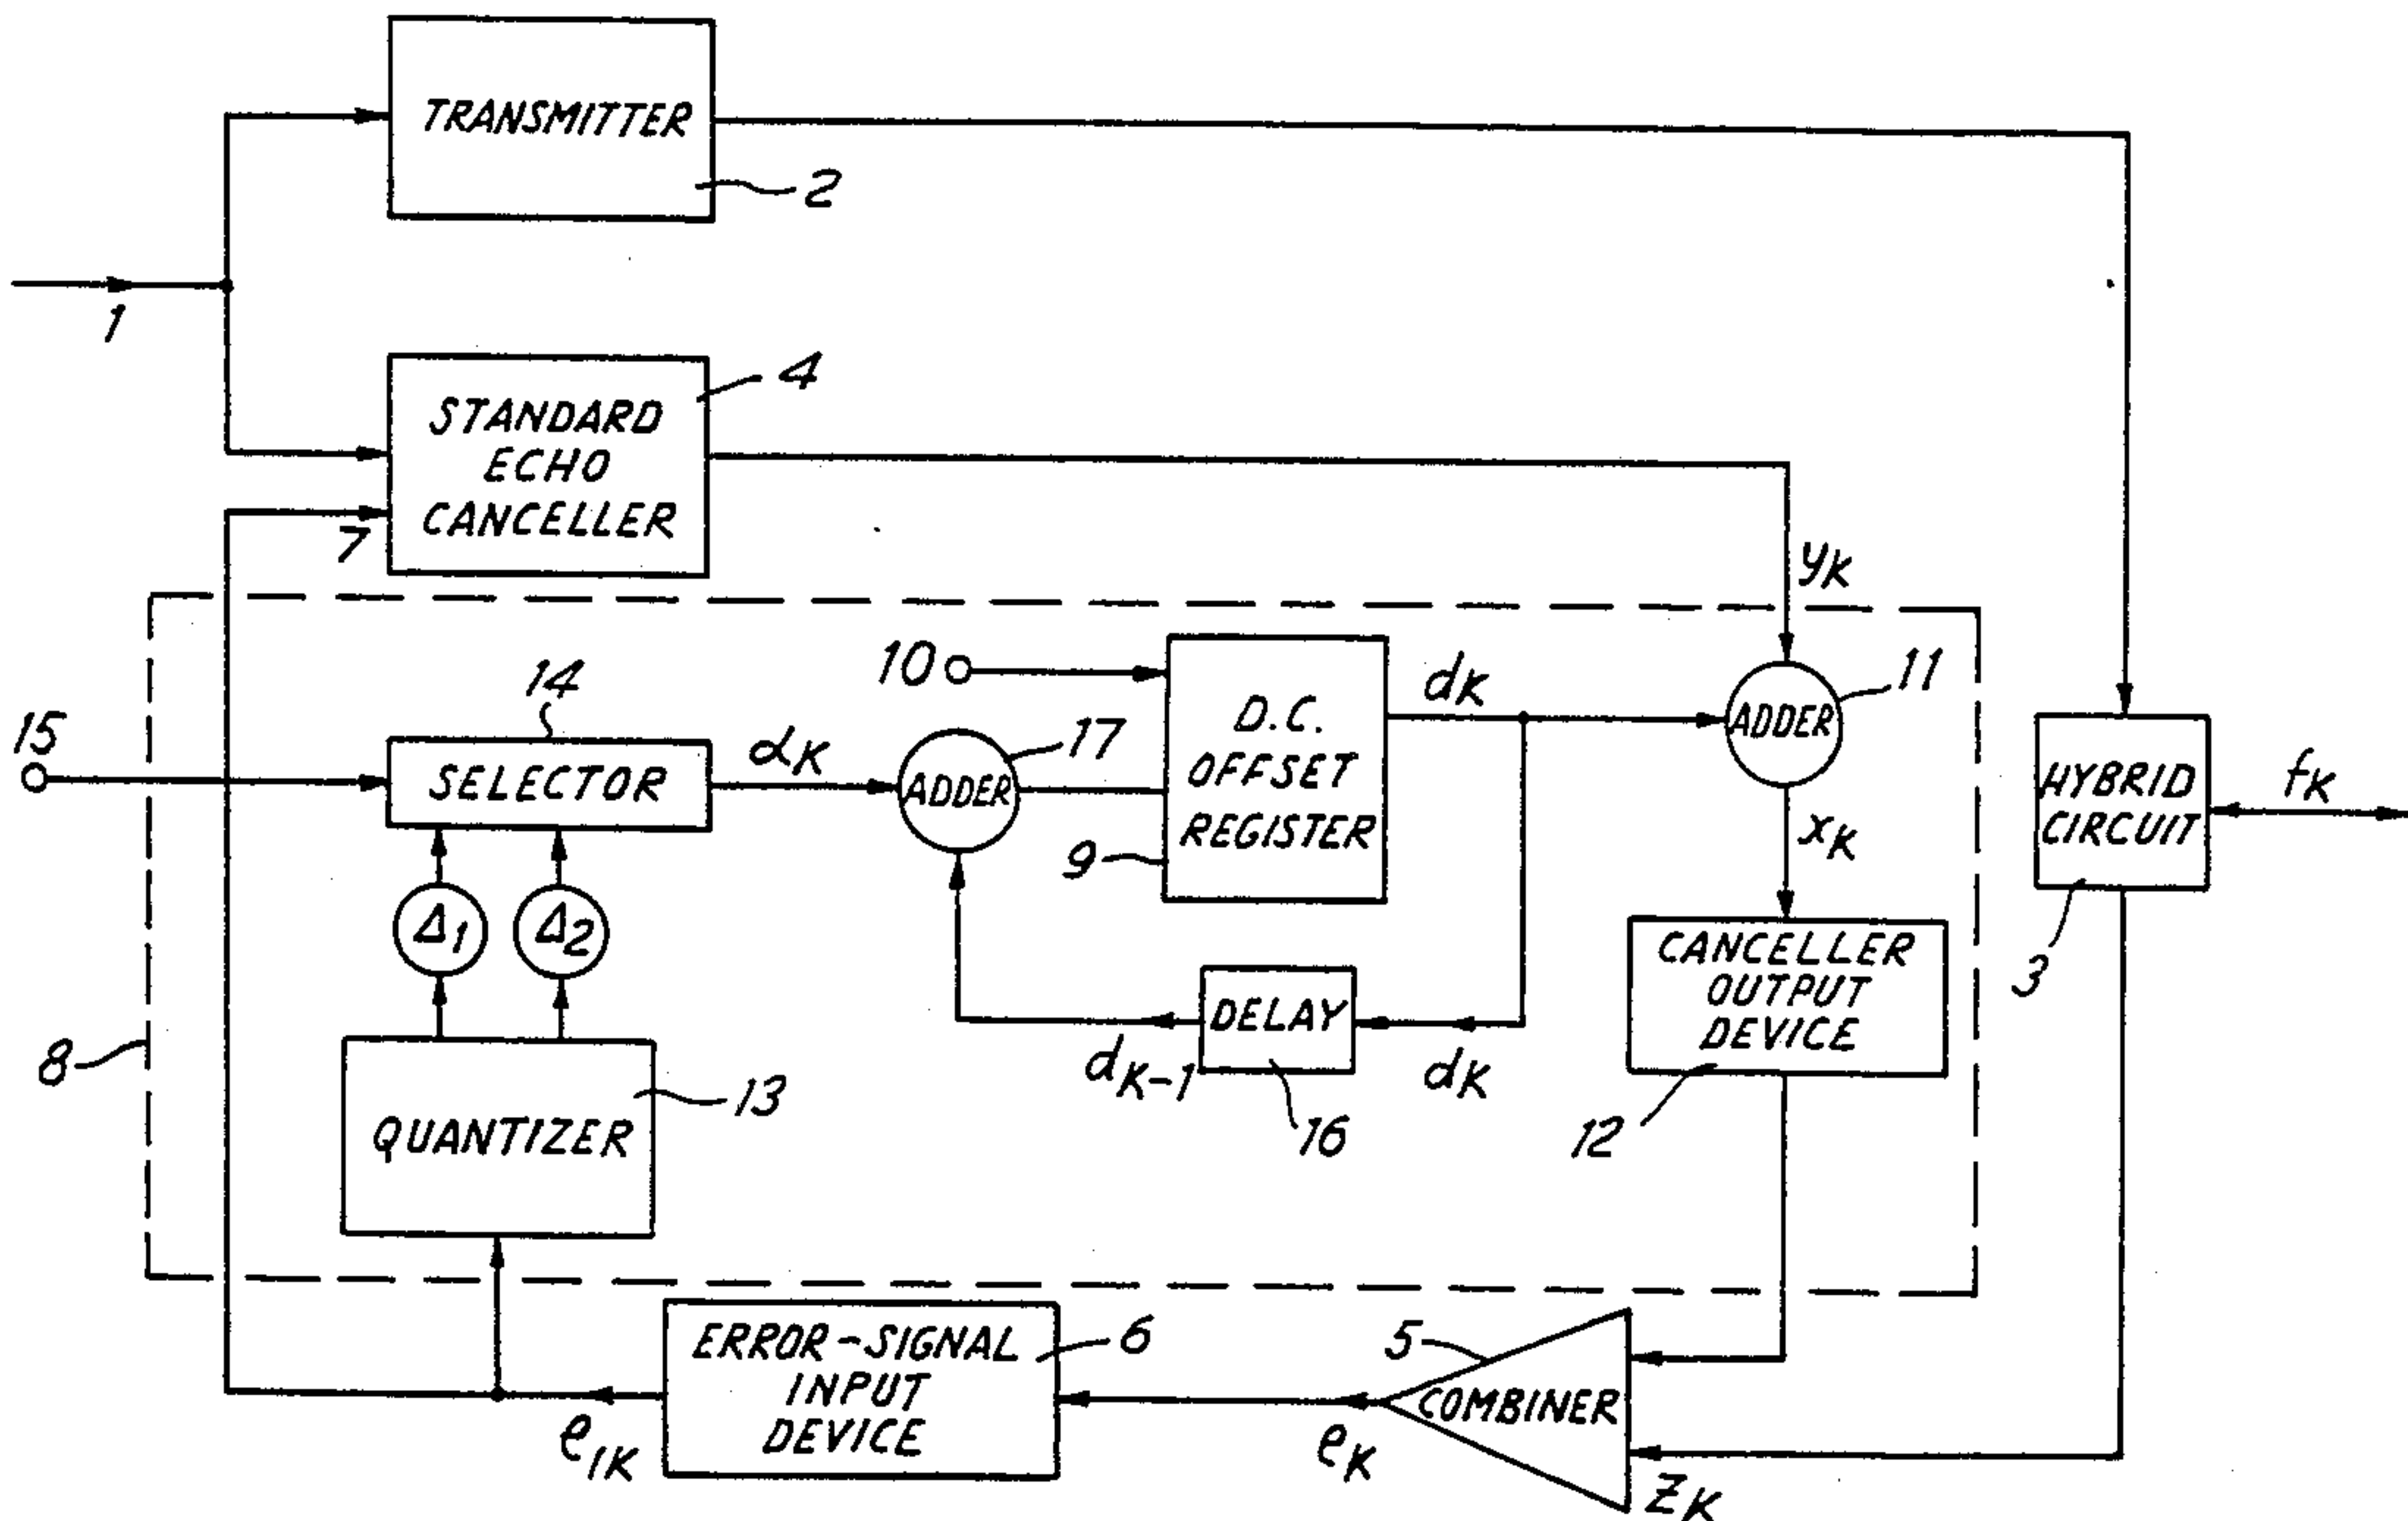 TRANSMITTER
2
1
STANDARD
ECHO
CANCELLER
4
7
yK
10
14
15
SELECTOR
αK
ADDER
17
D.C.
OFFSET
REGISTER
9
dK
ADDER
11
xK
HYBRID
CIRCUIT
fK
3
Δ1
Δ2
DELAY
dK-1
dK
16
CANCELLER
OUTPUT
DEVICE
12
8
QUANTIZER
13
ERROR-SIGNAL
INPUT
DEVICE
6
e1K
5
COMBINER
eK
zK